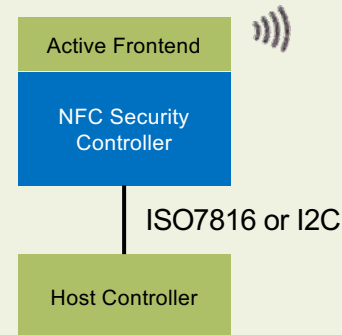 Active Frontend
NFC Security
Controller
ISO7816 or I2C
Host Controller